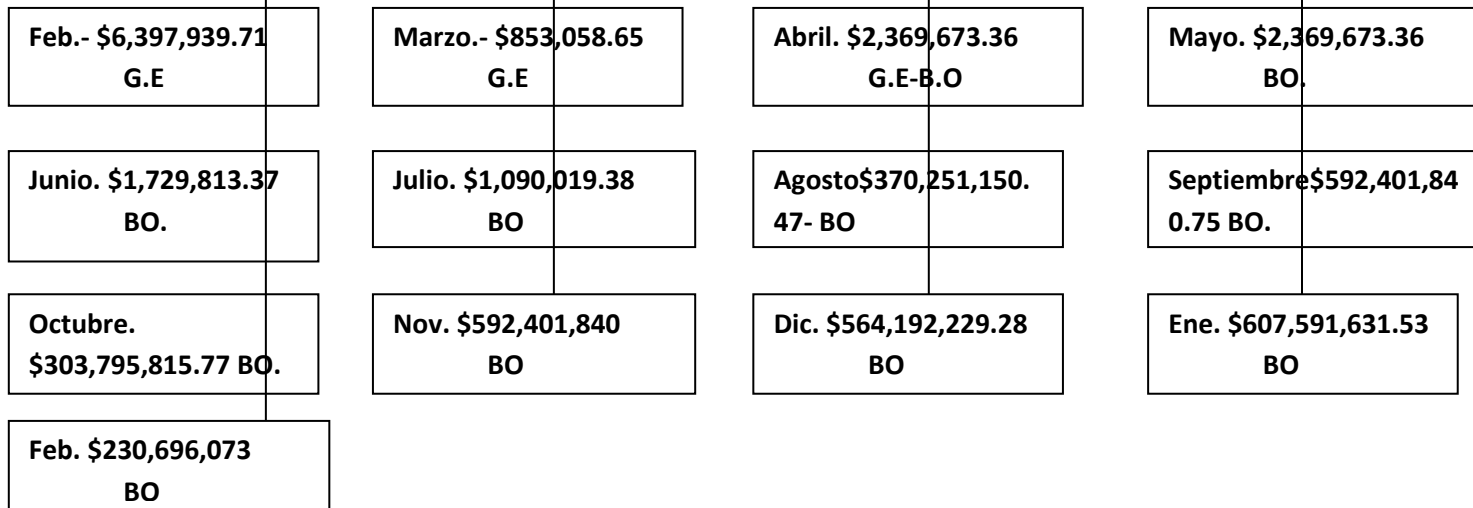 Feb.- $6,397,939.71
G.E
Marzo.- $853,058.65
G.E
Abril. $2,369,673.36
G.E-B.O
Mayo. $2,369,673.36
BO.
Junio. $1,729,813.37
BO.
Julio. $1,090,019.38
BO
Agosto$370,251,150.
47- BO
Septiembre$592,401,84
0.75 BO.
Octubre.
$303,795,815.77 BO.
Nov. $592,401,840
BO
Dic. $564,192,229.28
BO
Ene. $607,591,631.53
BO
Feb. $230,696,073
BO